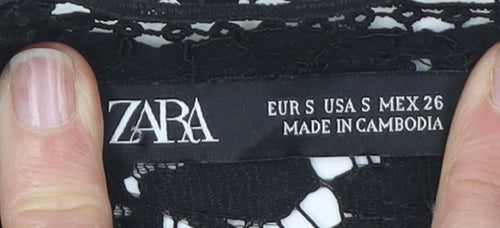 ZARA
EUR S USA S MEX 26
MADE IN CAMBODIA